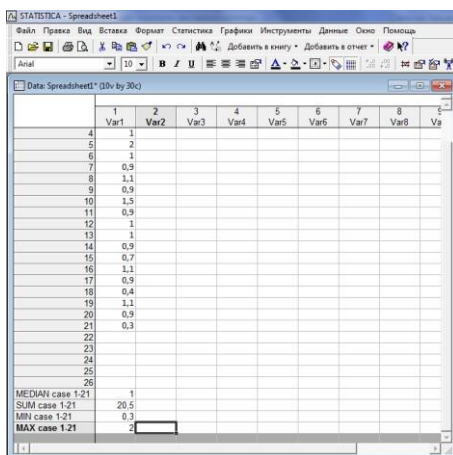 STATISTICA - Spreadsheet1
Файл Правка Вид Вставка Формат Статистика Графики Инструменты Данные Окно Помощь
Добавить в книгу Добавить в отчет
Arial 10 B I U
Data: Spreadsheet1* (10v by 30c)
1 2 3 4 5 6 7 8 9
Var1 Var2 Var3 Var4 Var5 Var6 Var7 Var8 Va
4 1
5 2
6 1
7 0,9
8 1,1
9 0,9
10 1,5
11 0,9
12 1
13 1
14 0,9
15 0,7
16 1,1
17 0,9
18 0,4
19 1,1
20 0,9
21 0,3
22
23
24
25
26
MEDIAN case 1-21 1
SUM case 1-21 20,5
MIN case 1-21 0,3
MAX case 1-21 2